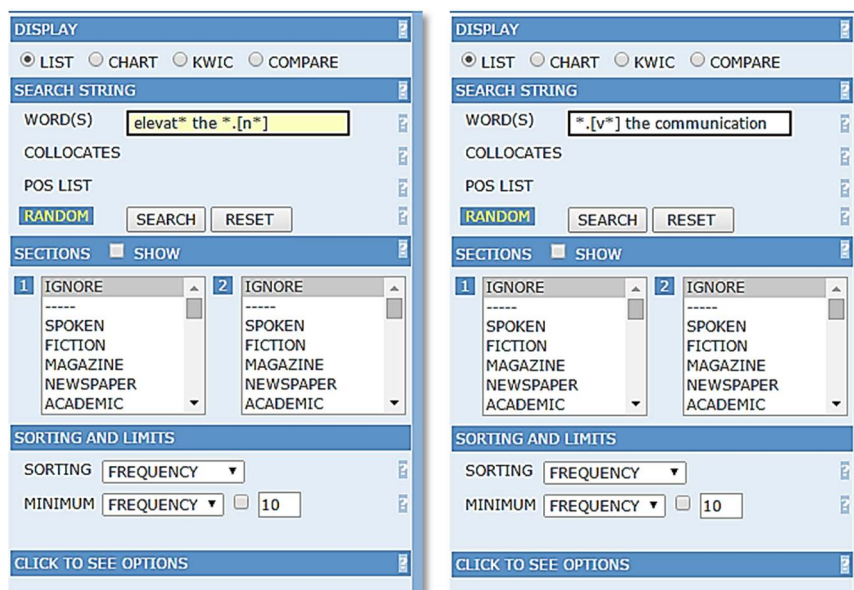 DISPLAY
LIST CHART KWIC COMPARE
SEARCH STRING
WORD(S) elevat* the *.[n*]
COLLOCATES
POS LIST
RANDOM SEARCH RESET
SECTIONS SHOW
1 IGNORE 2 IGNORE
----- -----
SPOKEN SPOKEN
FICTION FICTION
MAGAZINE MAGAZINE
NEWSPAPER NEWSPAPER
ACADEMIC ACADEMIC
SORTING AND LIMITS
SORTING FREQUENCY
MINIMUM FREQUENCY 10
CLICK TO SEE OPTIONS
DISPLAY
LIST CHART KWIC COMPARE
SEARCH STRING
WORD(S) *.[v*] the communication
COLLOCATES
POS LIST
RANDOM SEARCH RESET
SECTIONS SHOW
1 IGNORE 2 IGNORE
----- -----
SPOKEN SPOKEN
FICTION FICTION
MAGAZINE MAGAZINE
NEWSPAPER NEWSPAPER
ACADEMIC ACADEMIC
SORTING AND LIMITS
SORTING FREQUENCY
MINIMUM FREQUENCY 10
CLICK TO SEE OPTIONS